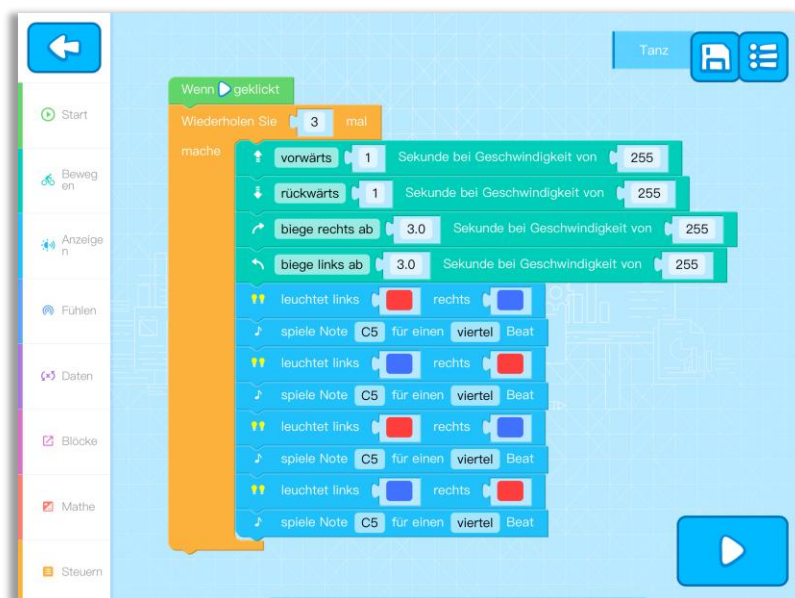 Tanz
Wenn geklickt
Start
Wiederholen Sie 3 mal
mache
vorwärts 1 Sekunde bei Geschwindigkeit von 255
Beweg
en
rückwärts 1 Sekunde bei Geschwindigkeit von 255
biege rechts ab 3.0 Sekunde bei Geschwindigkeit von 255
Anzeige
n
biege links ab 3.0 Sekunde bei Geschwindigkeit von 255
leuchtet links rechts
Fühlen
spiele Note C5 für einen viertel Beat
leuchtet links rechts
Daten
spiele Note C5 für einen viertel Beat
leuchtet links rechts
Blöcke
spiele Note C5 für einen viertel Beat
leuchtet links rechts
Mathe
spiele Note C5 für einen viertel Beat
Steuern